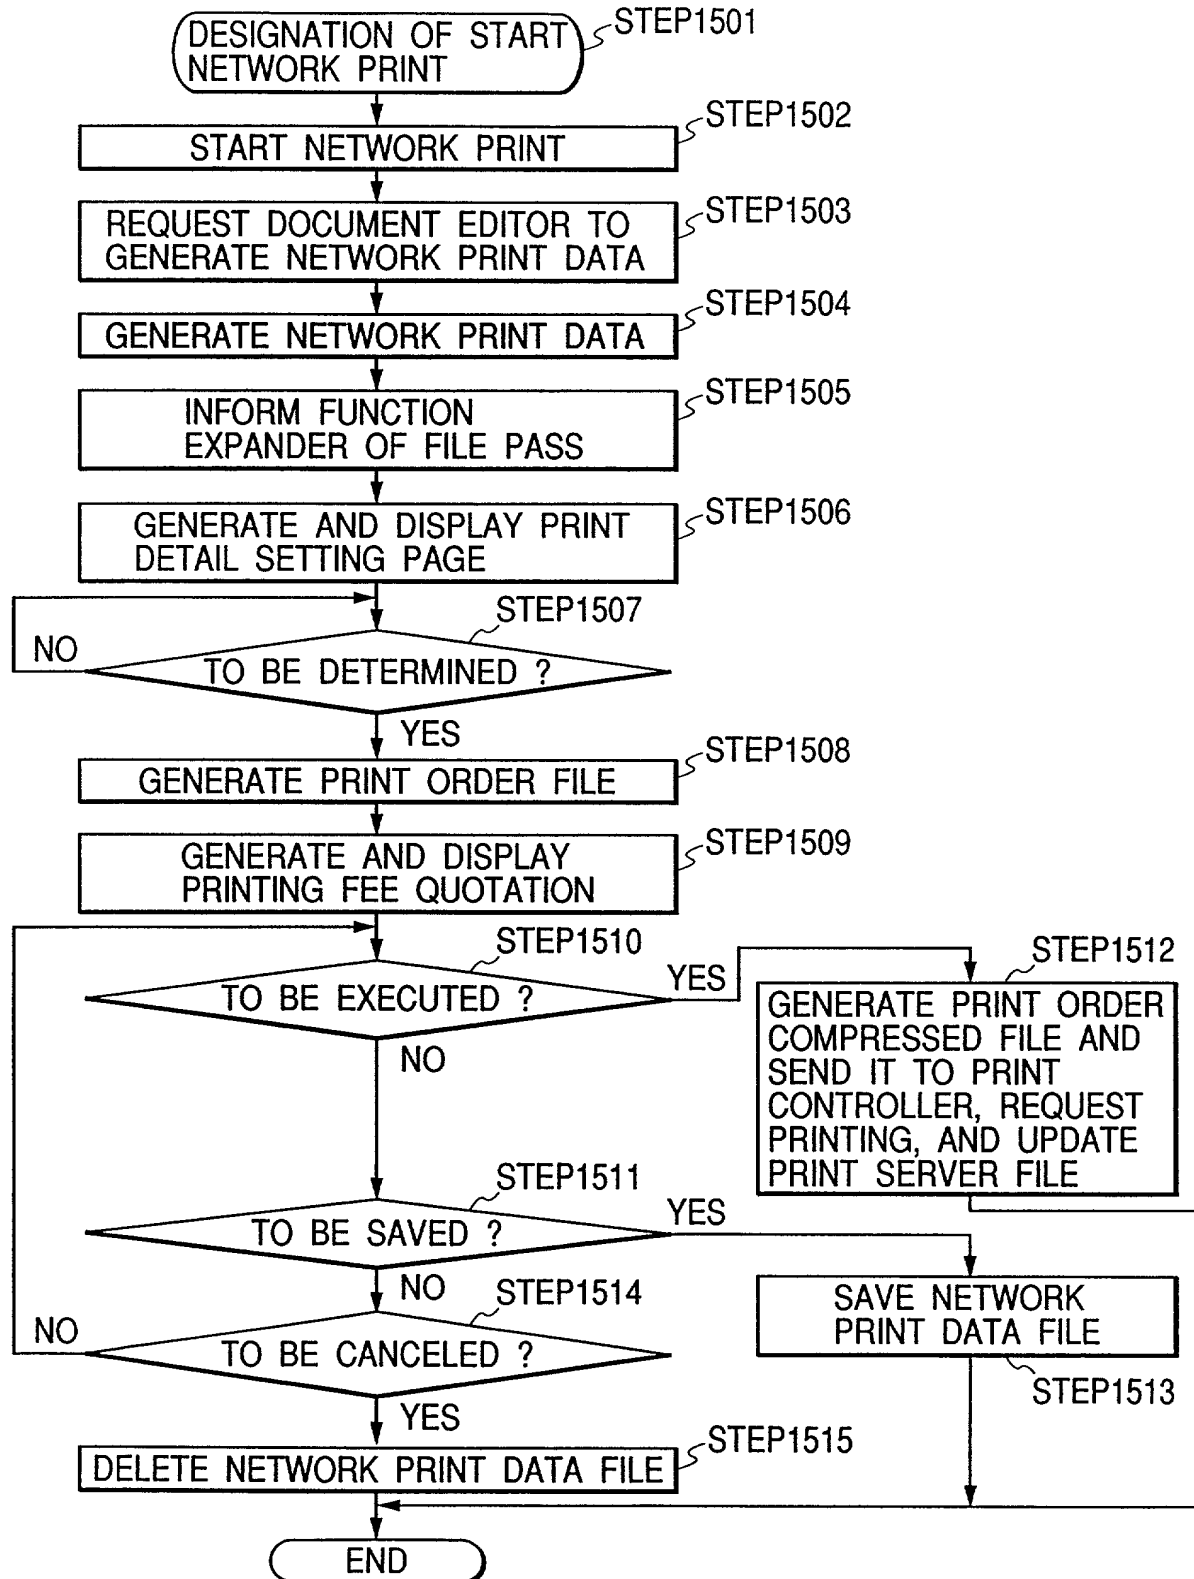 DESIGNATION OF START
NETWORK PRINT
STEP1501
STEP1502
START NETWORK PRINT
STEP1503
REQUEST DOCUMENT EDITOR TO
GENERATE NETWORK PRINT DATA
STEP1504
GENERATE NETWORK PRINT DATA
STEP1505
INFORM FUNCTION
EXPANDER OF FILE PASS
STEP1506
GENERATE AND DISPLAY PRINT
DETAIL SETTING PAGE
STEP1507
NO
TO BE DETERMINED ?
YES
STEP1508
GENERATE PRINT ORDER FILE
STEP1509
GENERATE AND DISPLAY
PRINTING FEE QUOTATION
STEP1510
TO BE EXECUTED ?
YES
NO
STEP1512
GENERATE PRINT ORDER
COMPRESSED FILE AND
SEND IT TO PRINT
CONTROLLER, REQUEST
PRINTING, AND UPDATE
PRINT SERVER FILE
STEP1511
TO BE SAVED ?
YES
NO
SAVE NETWORK
PRINT DATA FILE
STEP1513
STEP1514
NO
TO BE CANCELED ?
YES
STEP1515
DELETE NETWORK PRINT DATA FILE
END